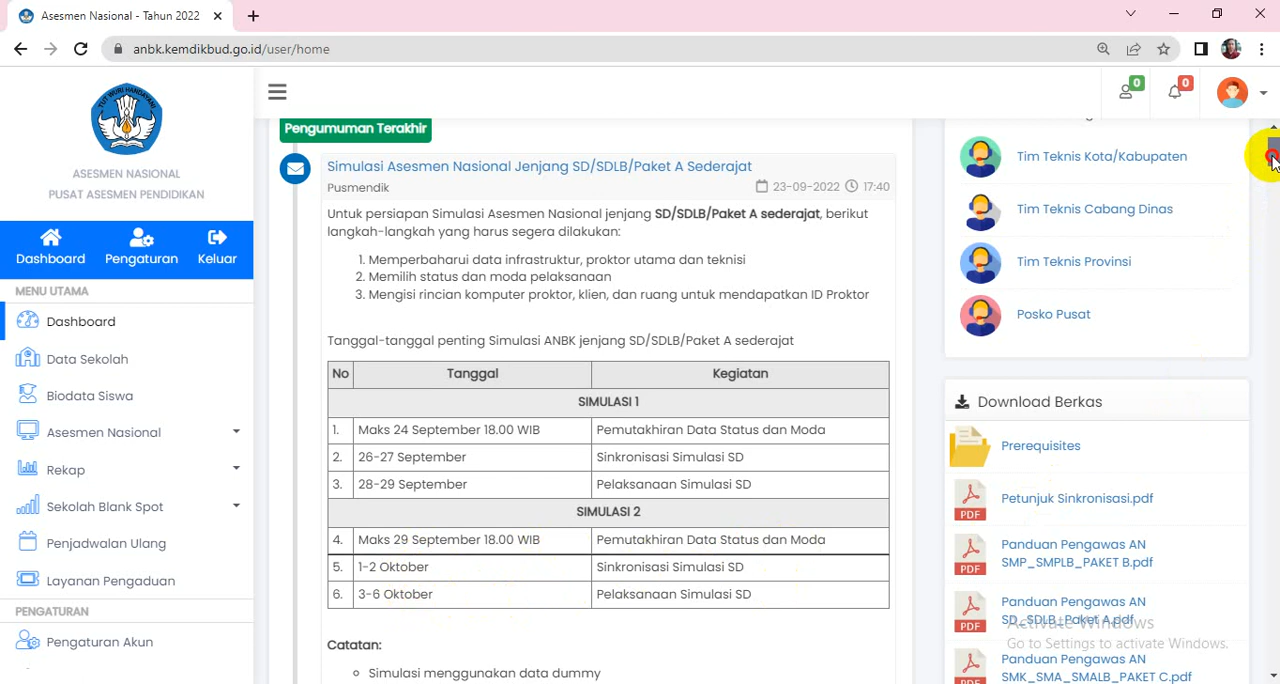 Asesmen Nasional - Tahun 2022
anbk.kemdikbud.go.id/user/home
ASESMEN NASIONAL
PUSAT ASESMEN PENDIDIKAN
Dashboard
Pengaturan
Keluar
MENU UTAMA
Dashboard
Data Sekolah
Biodata Siswa
Asesmen Nasional
Rekap
Sekolah Blank Spot
Penjadwalan Ulang
Layanan Pengaduan
PENGATURAN
Pengaturan Akun
0
0
Pengumuman Terakhir
Simulasi Asesmen Nasional Jenjang SD/SDLB/Paket A Sederajat
Pusmendik 23-09-2022 17:40
Untuk persiapan Simulasi Asesmen Nasional jenjang SD/SDLB/Paket A sederajat, berikut
langkah-langkah yang harus segera dilakukan:
1. Memperbaharui data infrastruktur, proktor utama dan teknisi
2. Memilih status dan moda pelaksanaan
3. Mengisi rincian komputer proktor, klien, dan ruang untuk mendapatkan ID Proktor
Tanggal-tanggal penting Simulasi ANBK jenjang SD/SDLB/Paket A sederajat
No Tanggal Kegiatan
SIMULASI 1
1. Maks 24 September 18.00 WIB Pemutakhiran Data Status dan Moda
2. 26-27 September Sinkronisasi Simulasi SD
3. 28-29 September Pelaksanaan Simulasi SD
SIMULASI 2
4. Maks 29 September 18.00 WIB Pemutakhiran Data Status dan Moda
5. 1-2 Oktober Sinkronisasi Simulasi SD
6. 3-6 Oktober Pelaksanaan Simulasi SD
Catatan:
Simulasi menggunakan data dummy
Tim Teknis Kota/Kabupaten
Tim Teknis Cabang Dinas
Tim Teknis Provinsi
Posko Pusat
Download Berkas
Prerequisites
PDF
Petunjuk Sinkronisasi.pdf
PDF
Panduan Pengawas AN
SMP_SMPLB_PAKET B.pdf
PDF
Panduan Pengawas AN
SD_SDLB_Paket A.pdf
PDF
Panduan Pengawas AN
SMK_SMA_SMALB_PAKET C.pdf
Activate Windows
Go to Settings to activate Windows.